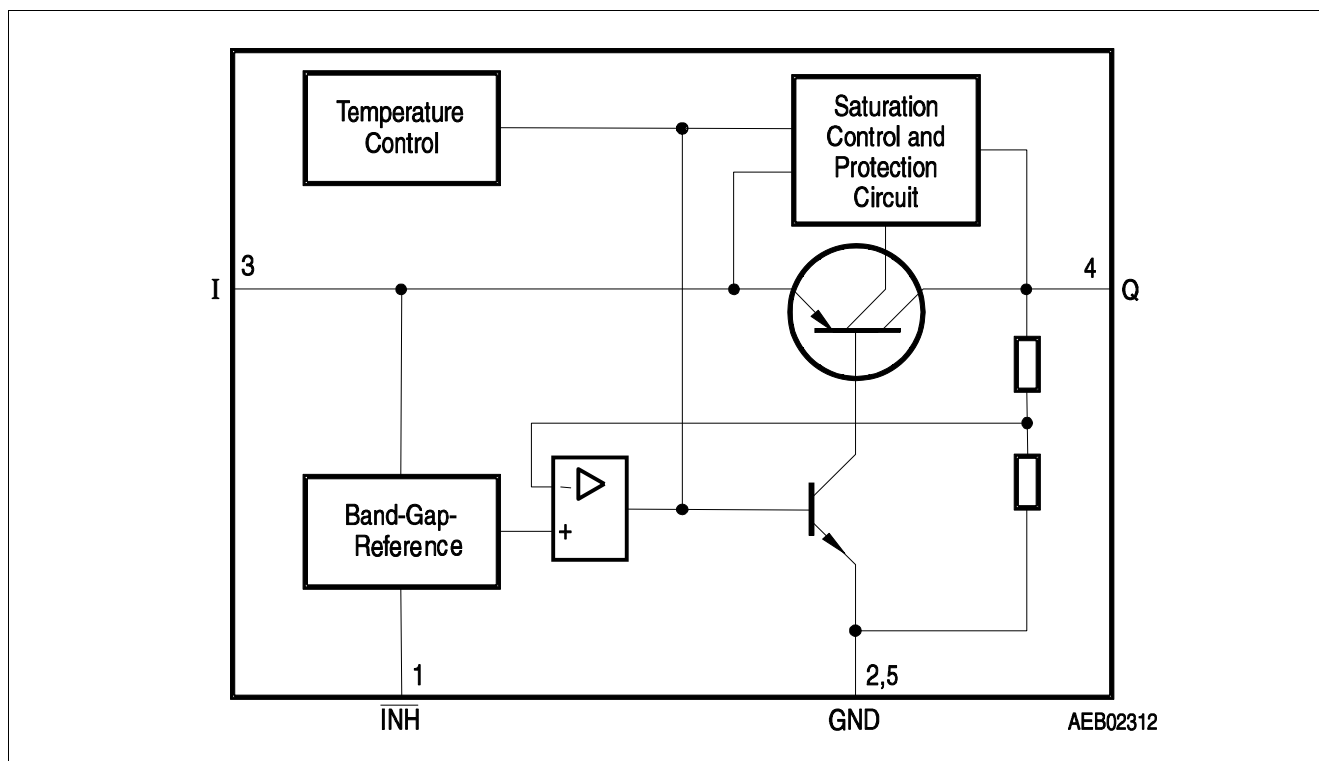 Temperature
Control
Saturation
Control and
Protection
Circuit
3
I
4
Q
Band-Gap-
Reference
−
+
1
2,5
INH
GND
AEB02312